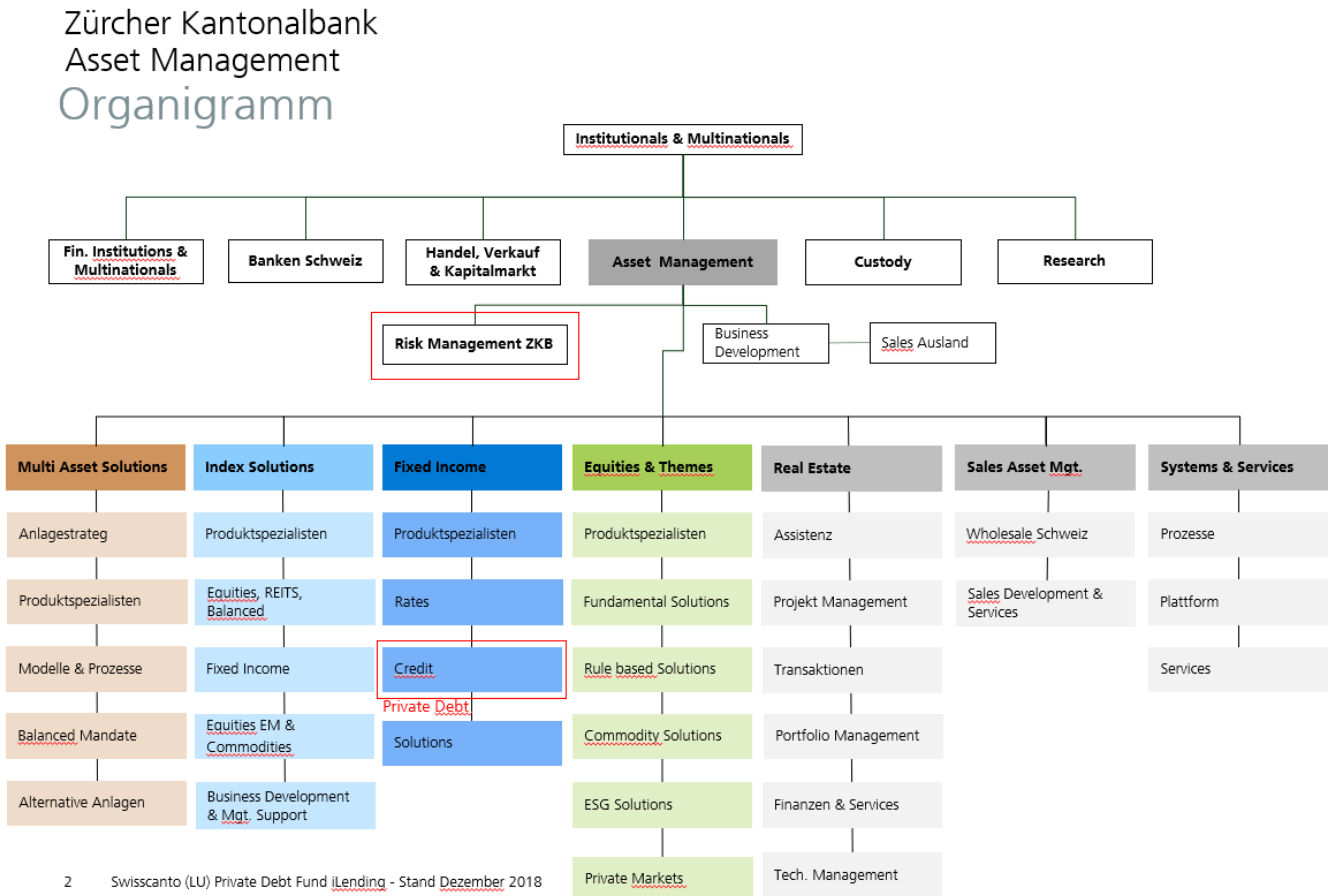 Zürcher Kantonalbank
Asset Management
Organigramm
Institutionals & Multinationals
Fin. Institutions &
Multinationals
Banken Schweiz
Handel, Verkauf
& Kapitalmarkt
Asset Management
Custody
Research
Risk Management ZKB
Business
Development
Sales Ausland
Multi Asset Solutions
Anlagestrateg
Produktspezialisten
Modelle & Prozesse
Balanced Mandate
Alternative Anlagen
Index Solutions
Produktspezialisten
Equities, REITS,
Balanced
Fixed Income
Equities EM &
Commodities
Business Development
& Mgt. Support
Fixed Income
Produktspezialisten
Rates
Credit
Private Debt
Solutions
Equities & Themes
Produktspezialisten
Fundamental Solutions
Rule based Solutions
Commodity Solutions
ESG Solutions
Private Markets
Real Estate
Assistenz
Projekt Management
Transaktionen
Portfolio Management
Finanzen & Services
Tech. Management
Sales Asset Mgt.
Wholesale Schweiz
Sales Development &
Services
Systems & Services
Prozesse
Plattform
Services
2 Swisscanto (LU) Private Debt Fund iLending - Stand Dezember 2018